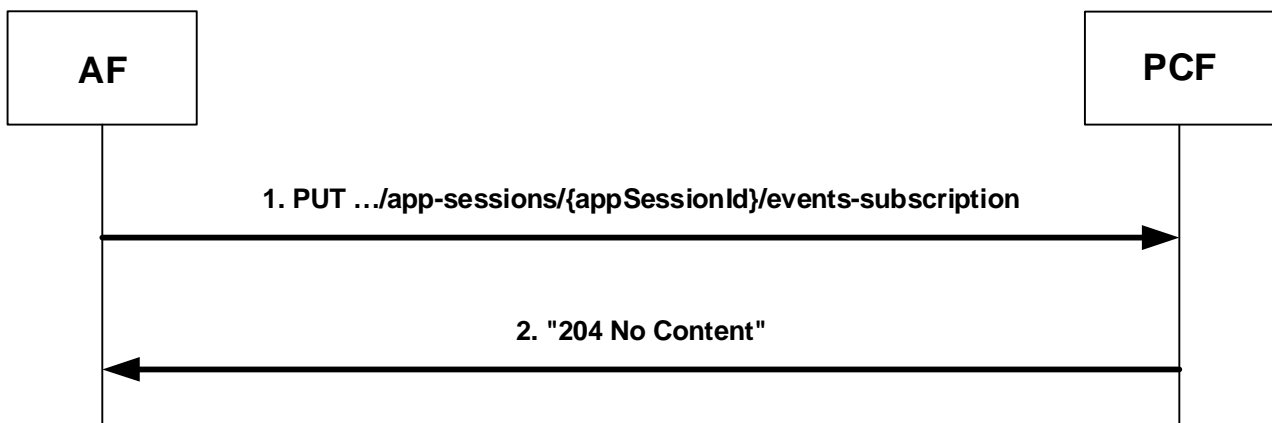 AF
PCF
1. PUT …/app-sessions/{appSessionId}/events-subscription
2. "204 No Content"